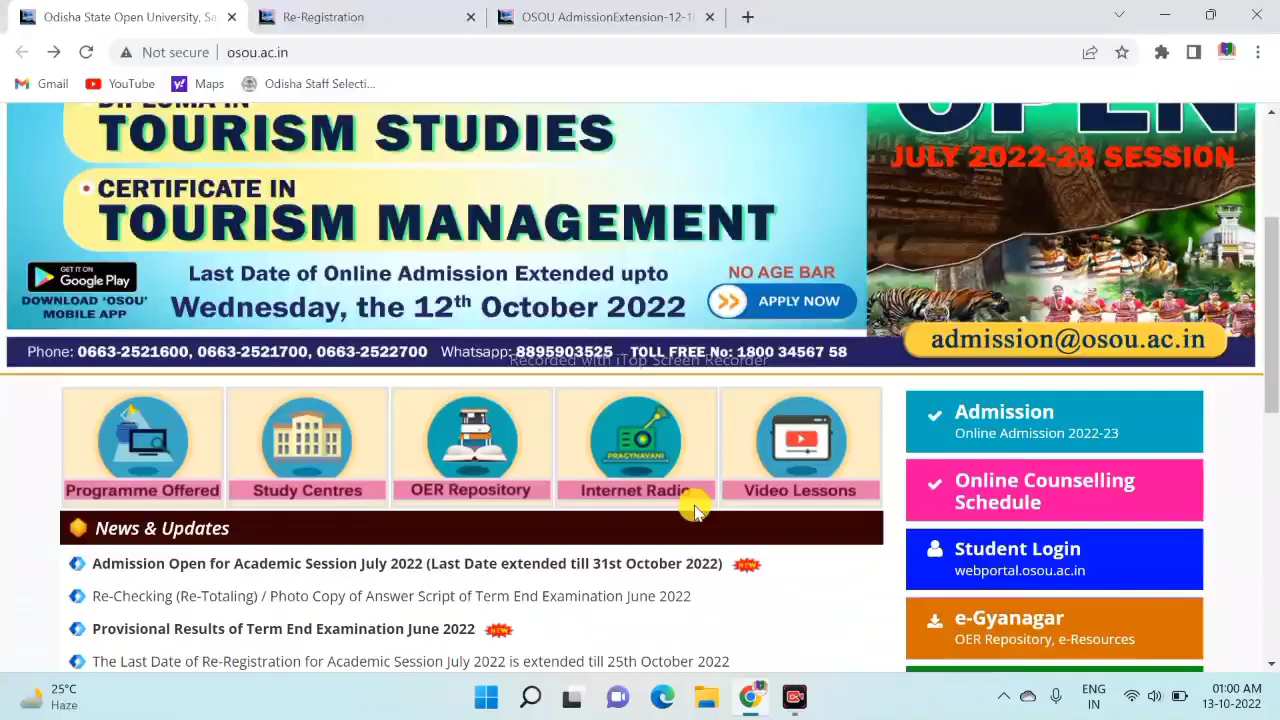 Odisha State Open University, Sa
Re-Registration
OSOU AdmissionExtension-12-1
Not secure
osou.ac.in
Gmail
YouTube
Maps
Odisha Staff Selecti...
DIPLOMA IN
TOURISM STUDIES
CERTIFICATE IN
TOURISM MANAGEMENT
OPEN
JULY 2022-23 SESSION
GET IT ON
Google Play
DOWNLOAD 'OSOU'
MOBILE APP
Last Date of Online Admission Extended upto
Wednesday, the 12th October 2022
NO AGE BAR
APPLY NOW
admission@osou.ac.in
Phone: 0663-2521600, 0663-2521700, 0663-2522700 Whatsapp: 8895903525 TOLL FREE No: 1800 34567 58
Recorded with iTop Screen Recorder
PRAGYNAVANI
Programme Offered
Study Centres
OER Repository
Internet Radio
Video Lessons
News & Updates
Admission Open for Academic Session July 2022 (Last Date extended till 31st October 2022)
NEW
Re-Checking (Re-Totaling) / Photo Copy of Answer Script of Term End Examination June 2022
Provisional Results of Term End Examination June 2022
NEW
The Last Date of Re-Registration for Academic Session July 2022 is extended till 25th October 2022
Admission
Online Admission 2022-23
Online Counselling
Schedule
Student Login
webportal.osou.ac.in
e-Gyanagar
OER Repository, e-Resources
25°C
Haze
ENG
IN
01:00 AM
13-10-2022